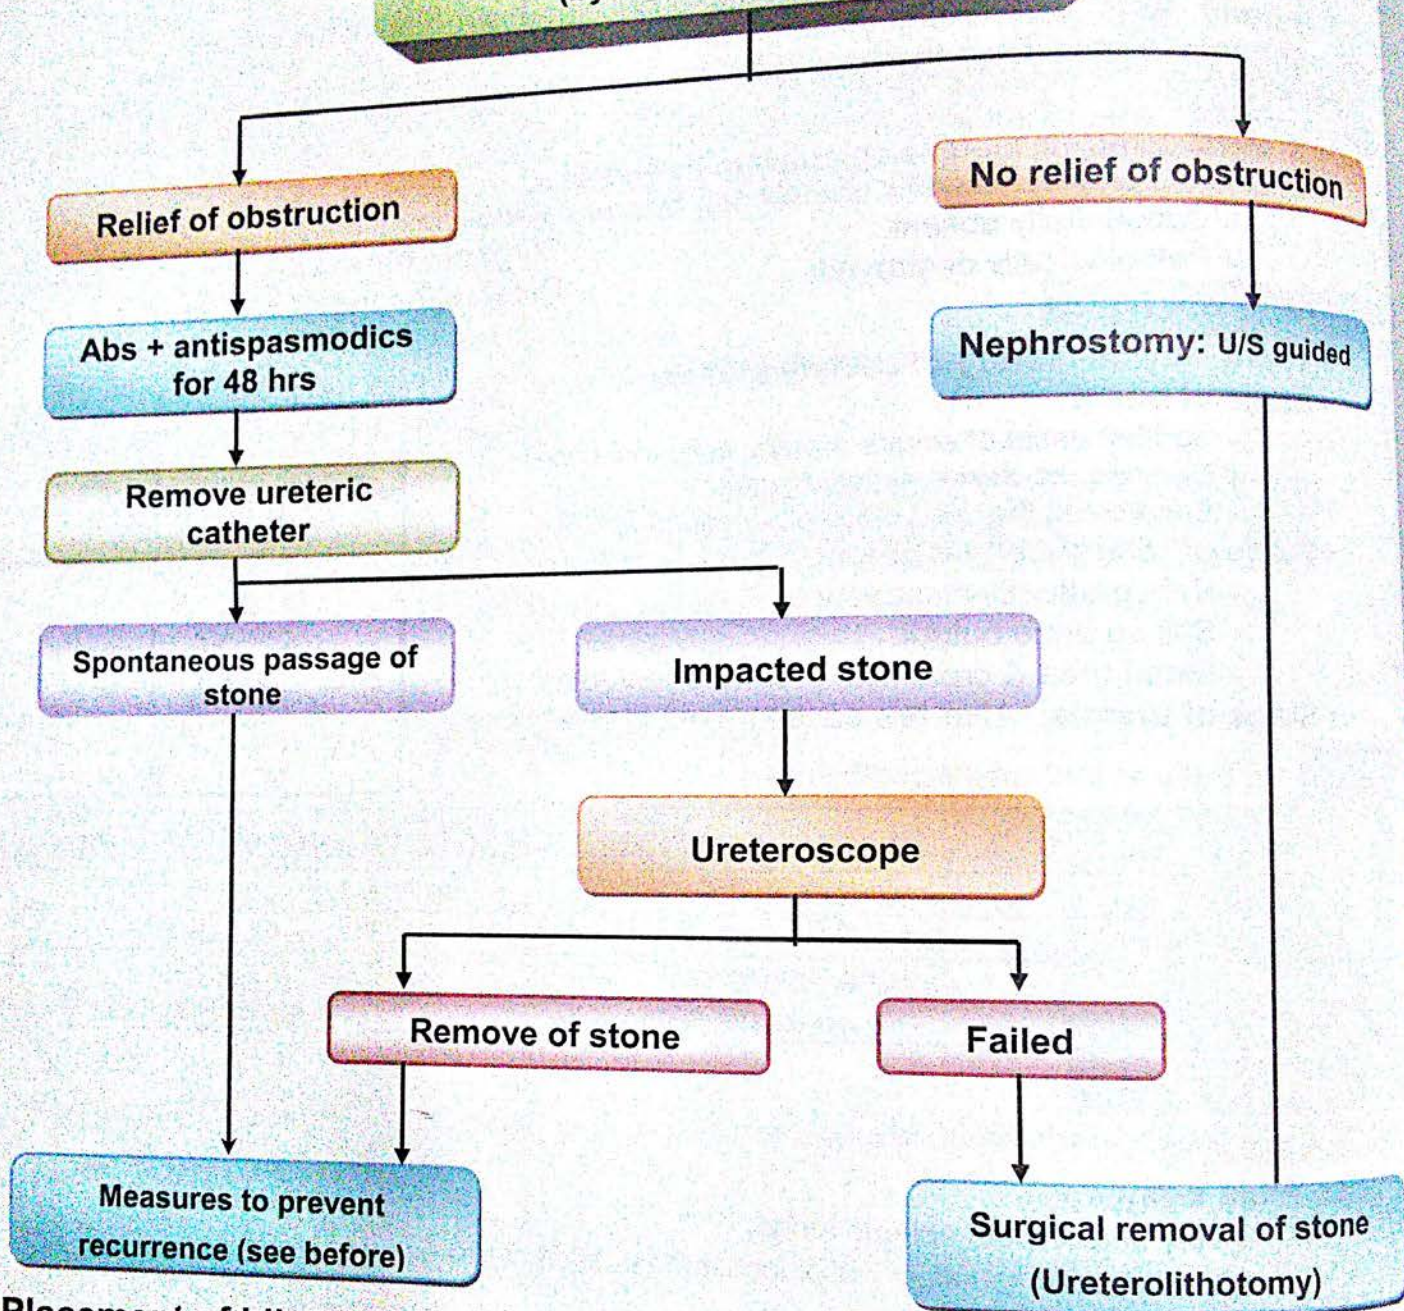 No relief of obstruction
Relief of obstruction
Abs + antispasmodics
for 48 hrs
Nephrostomy: U/S guided
Remove ureteric
catheter
Spontaneous passage of
stone
Impacted stone
Ureteroscope
Remove of stone
Failed
Measures to prevent
recurrence (see before)
Surgical removal of stone
(Ureterolithotomy)